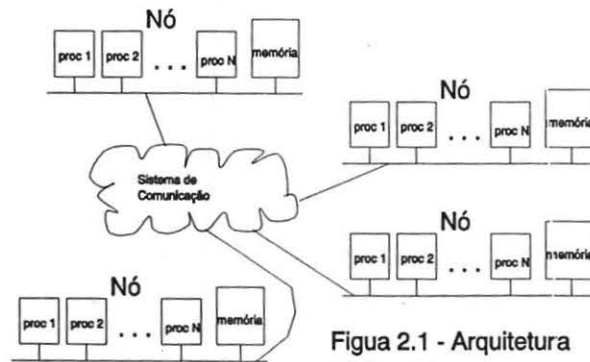 Nó
proc 1 proc 2 . . . proc N memória
Nó
proc 1 proc 2 . . . proc N memória
Sistema de
Comunicação
Nó
proc 1 proc 2 . . . proc N memória
Nó
proc 1 proc 2 . . . proc N memória
Figua 2.1 - Arquitetura